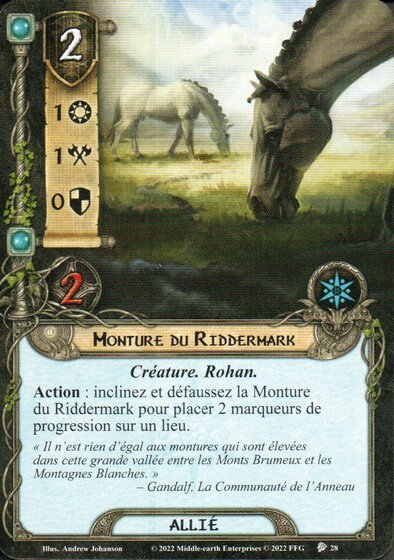 2
1
1
0
2
Monture du Riddermark
Créature. Rohan.
Action : inclinez et défaussez la Monture
du Riddermark pour placer 2 marqueurs de
progression sur un lieu.
« Il n'est rien d'égal aux montures qui sont élevées
dans cette grande vallée entre les Monts Brumeux et les
Montagnes Blanches. »
– Gandalf, La Communauté de l'Anneau
Allié
Illus. Andrew Johanson © 2022 Middle-earth Enterprises © 2022 FFG 28